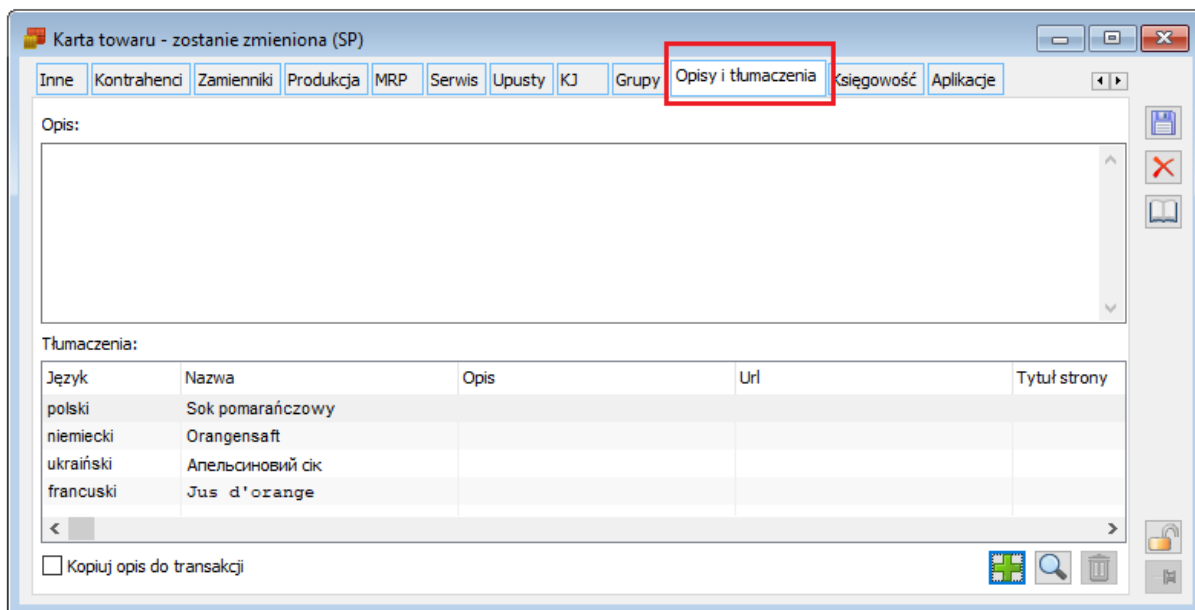 Karta towaru - zostanie zmieniona (SP)
Inne Kontrahenci Zamienniki Produkcja MRP Serwis Upusty KJ Grupy Opisy i tłumaczenia Księgowość Aplikacje
Opis:
Tłumaczenia:
Język Nazwa Opis Url Tytuł strony
polski Sok pomarańczowy
niemiecki Orangensaft
ukraiński Апельсиновий сік
francuski Jus d'orange
Kopiuj opis do transakcji